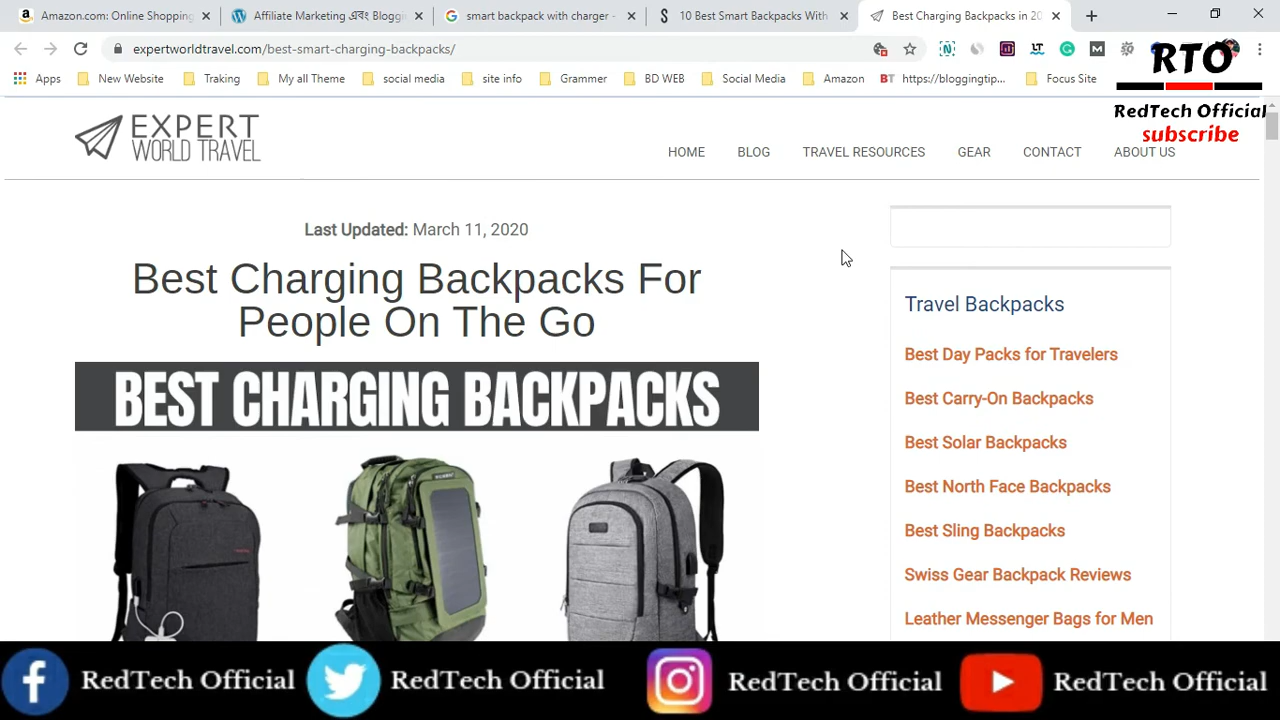 Amazon.com: Online Shopping
Affiliate Marketing এবং Bloggi
smart backpack with charger -
10 Best Smart Backpacks With
Best Charging Backpacks in 20
expertworldtravel.com/best-smart-charging-backpacks/
Apps
New Website
Traking
My all Theme
social media
site info
Grammer
BD WEB
Social Media
Amazon
BT https://bloggingtip...
Focus Site
RTO
RedTech Official
subscribe
EXPERT
WORLD TRAVEL
HOME
BLOG
TRAVEL RESOURCES
GEAR
CONTACT
ABOUT US
Last Updated: March 11, 2020
Best Charging Backpacks For
People On The Go
BEST CHARGING BACKPACKS
Travel Backpacks
Best Day Packs for Travelers
Best Carry-On Backpacks
Best Solar Backpacks
Best North Face Backpacks
Best Sling Backpacks
Swiss Gear Backpack Reviews
Leather Messenger Bags for Men
RedTech Official
RedTech Official
RedTech Official
RedTech Official